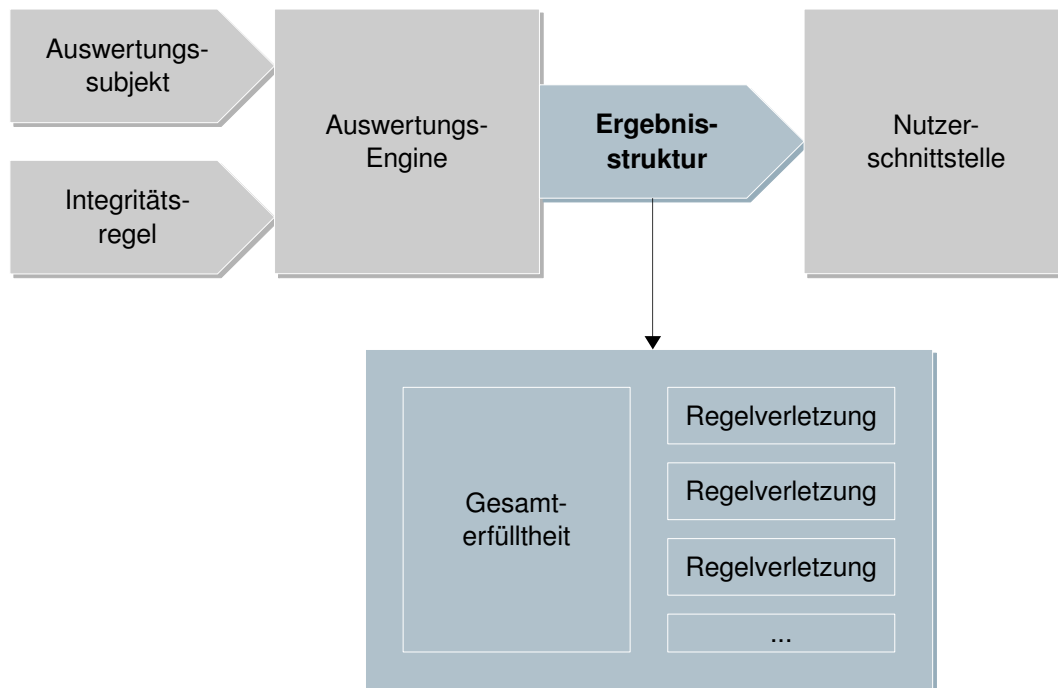 Auswertungs-
subjekt
Integritäts-
regel
Auswertungs-
Engine
Ergebnis-
struktur
Nutzer-
schnittstelle
Gesamt-
erfülltheit
Regelverletzung
Regelverletzung
Regelverletzung
...